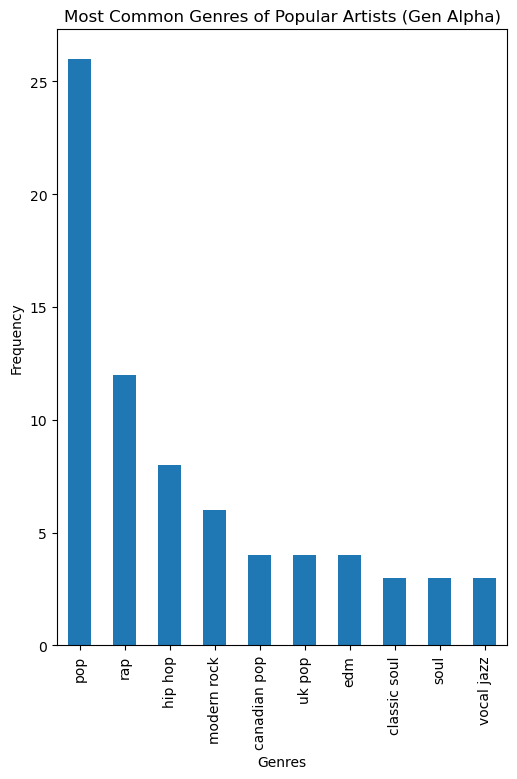 Most Common Genres of Popular Artists (Gen Alpha)
Frequency
25
20
15
10
5
0
pop
rap
hip hop
modern rock
canadian pop
uk pop
edm
classic soul
soul
vocal jazz
Genres